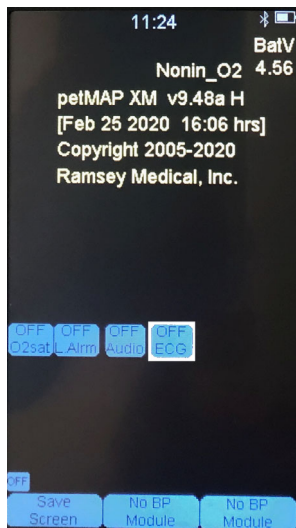 11:24
BatV
Nonin_O2 4.56
petMAP XM v9.48a H
[Feb 25 2020 16:06 hrs]
Copyright 2005-2020
Ramsey Medical, Inc.
OFF OFF OFF OFF
O2sat L.Alrm Audio ECG
OFF
Save No BP No BP
Screen Module Module